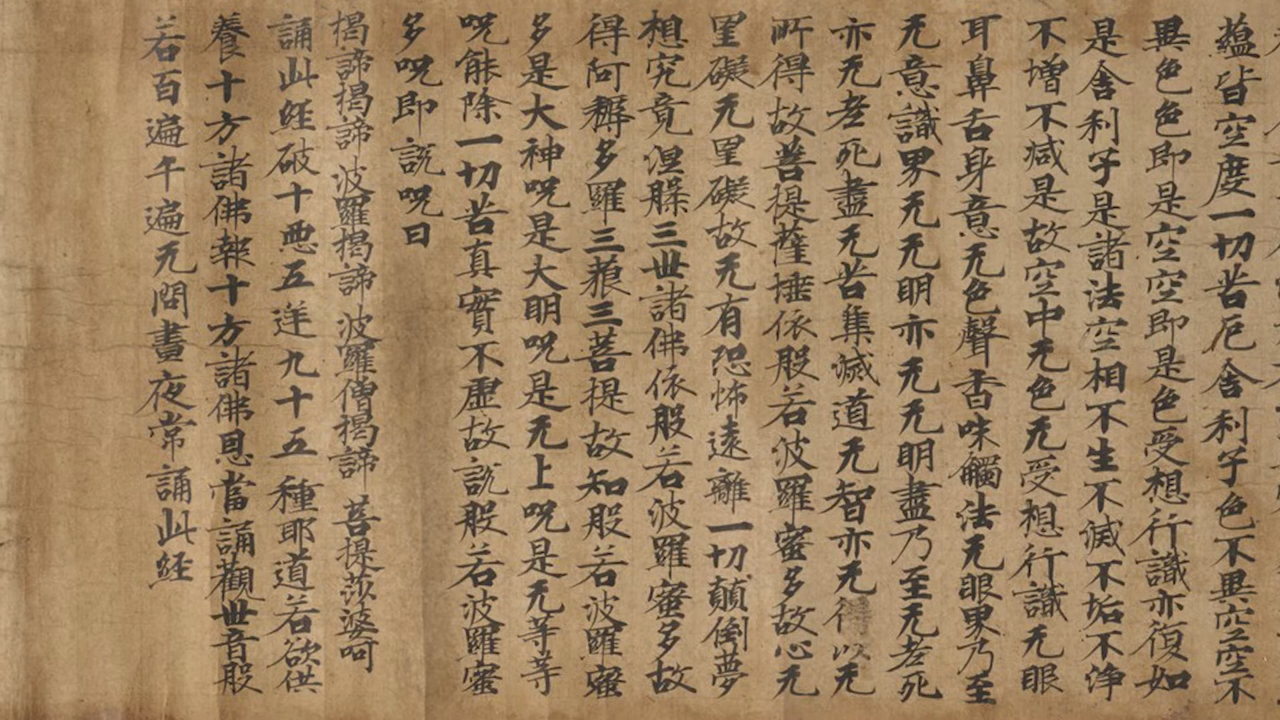 蘊皆空度一切苦厄舍利子色不異空空不
異色色即是空空即是色受想行識亦復如
是舍利子是諸法空相不生不滅不垢不净
不增不減是故空中无色无受想行識无眼
耳鼻舌身意无色聲香味觸法无眼界乃至
无意識界无无明亦无无明盡乃至无老死
亦无老死盡无苦集滅道无智亦无得以无
所得故菩提薩埵依般若波羅蜜多故心无
罣礙无罣礙故无有恐怖遠離一切顛倒夢
想究竟涅槃三世諸佛依般若波羅蜜多故
得阿耨多羅三藐三菩提故知般若波羅蜜
多是大神呪是大明呪是无上呪是无等等
呪能除一切苦真實不虛故說般若波羅蜜
多呪即說呪曰
揭諦揭諦 波羅揭諦 波羅僧揭諦 菩提莎婆呵
誦此經破十惡五逆九十五種耶道若欲供
養十方諸佛報十方諸佛恩當誦觀世音般
若百遍千遍无問晝夜常誦此經